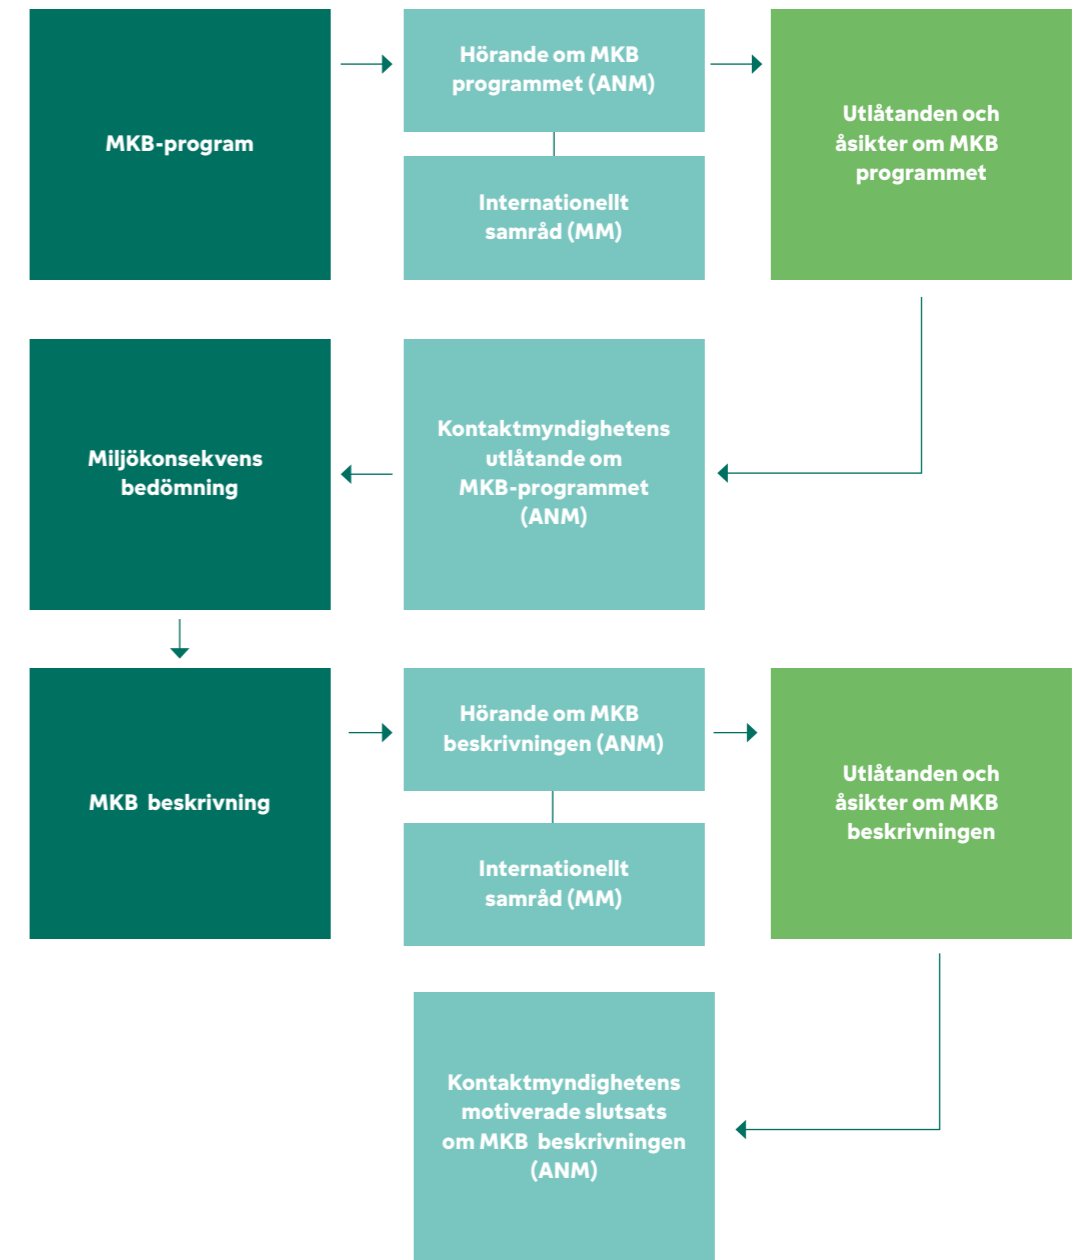 MKB-program
Hörande om MKB
programmet (ANM)
Internationellt
samråd (MM)
Utlåtanden och
åsikter om MKB
programmet
Kontaktmyndighetens
utlåtande om
MKB-programmet
(ANM)
Miljökonsekvens
bedömning
MKB beskrivning
Hörande om MKB
beskrivningen (ANM)
Internationellt
samråd (MM)
Utlåtanden och
åsikter om MKB
beskrivningen
Kontaktmyndighetens
motiverade slutsats
om MKB beskrivningen
(ANM)